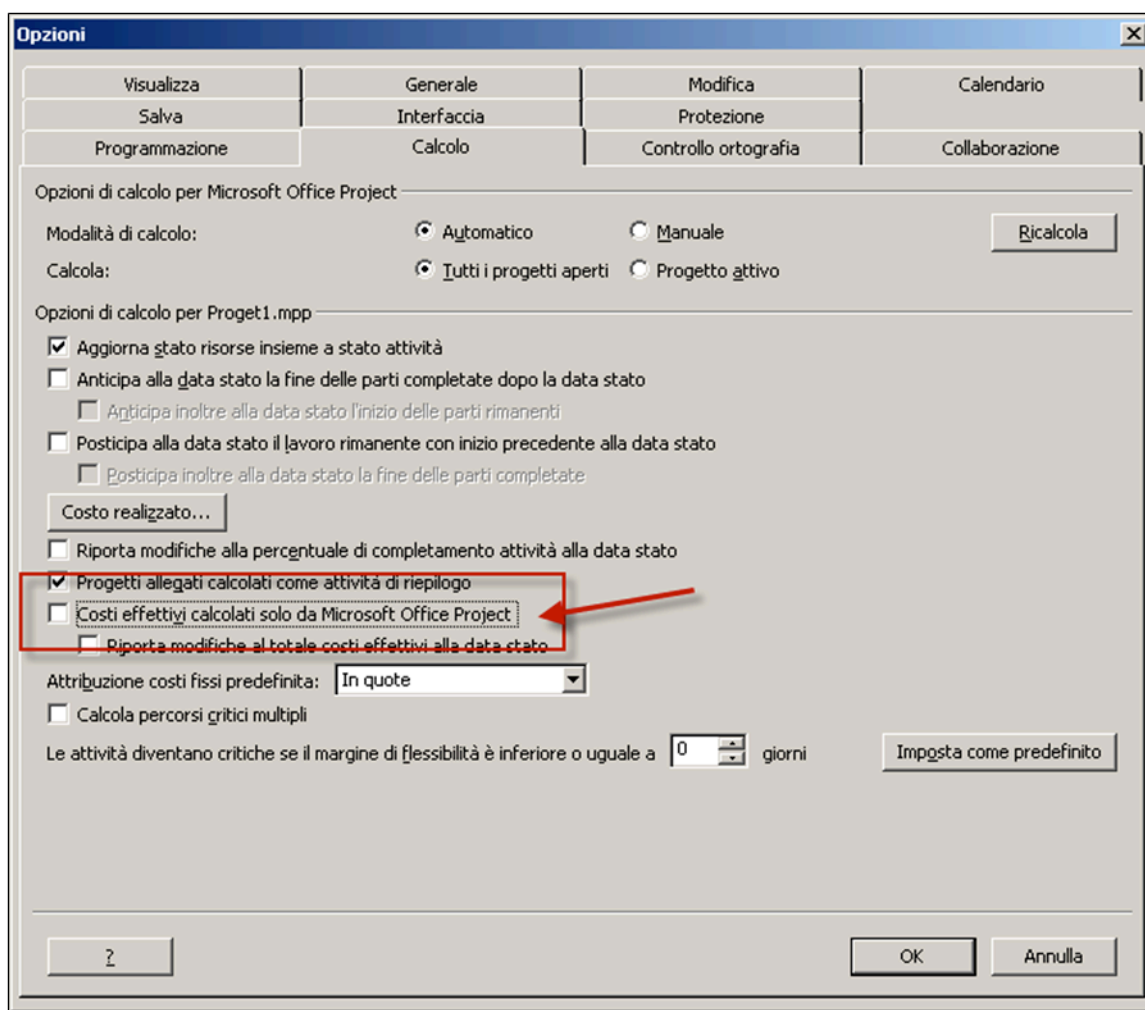 Opzioni
Visualizza Generale Modifica Calendario
Salva Interfaccia Protezione
Programmazione Calcolo Controllo ortografia Collaborazione
Opzioni di calcolo per Microsoft Office Project
Modalità di calcolo: Automatico Manuale Ricalcola
Calcola: Tutti i progetti aperti Progetto attivo
Opzioni di calcolo per Proget1.mpp
Aggiorna stato risorse insieme a stato attività
Anticipa alla data stato la fine delle parti completate dopo la data stato
Anticipa inoltre alla data stato l'inizio delle parti rimanenti
Posticipa alla data stato il lavoro rimanente con inizio precedente alla data stato
Posticipa inoltre alla data stato la fine delle parti completate
Costo realizzato...
Riporta modifiche alla percentuale di completamento attività alla data stato
Progetti allegati calcolati come attività di riepilogo
Costi effettivi calcolati solo da Microsoft Office Project
Riporta modifiche al totale costi effettivi alla data stato
Attribuzione costi fissi predefinita: In quote
Calcola percorsi critici multipli
Le attività diventano critiche se il margine di flessibilità è inferiore o uguale a 0 giorni Imposta come predefinito
? OK Annulla